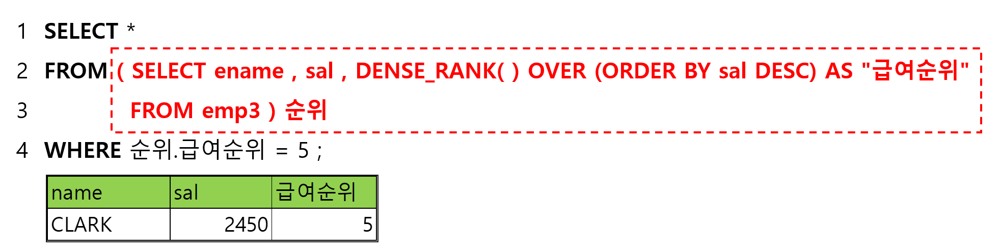 1 SELECT *
2 FROM ( SELECT ename , sal , DENSE_RANK( ) OVER (ORDER BY sal DESC) AS "급여순위"
3 FROM emp3 ) 순위
4 WHERE 순위.급여순위 = 5 ;
name sal 급여순위
CLARK 2450 5